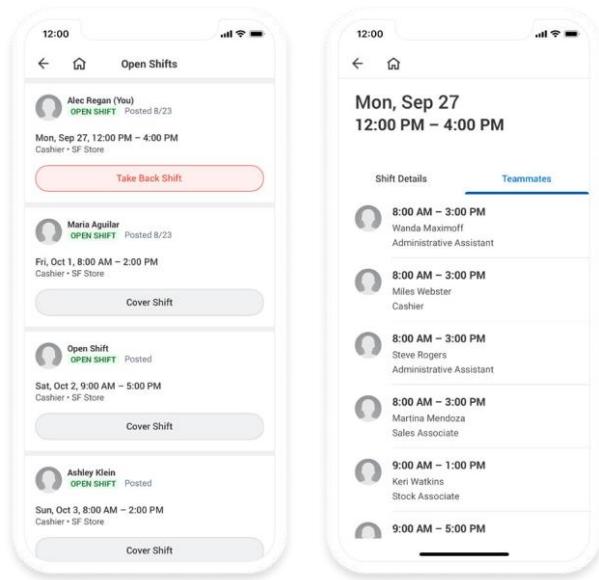 12:00
Open Shifts
Alec Regan (You)
OPEN SHIFT Posted 8/23
Mon, Sep 27, 12:00 PM – 4:00 PM
Cashier • SF Store
Take Back Shift
Maria Aguilar
OPEN SHIFT Posted 8/23
Fri, Oct 1, 8:00 AM – 2:00 PM
Cashier • SF Store
Cover Shift
Open Shift
OPEN SHIFT Posted
Sat, Oct 2, 9:00 AM – 5:00 PM
Cashier • SF Store
Cover Shift
Ashley Klein
OPEN SHIFT Posted
Sun, Oct 3, 8:00 AM – 2:00 PM
Cashier • SF Store
Cover Shift
12:00
Mon, Sep 27
12:00 PM – 4:00 PM
Shift Details Teammates
8:00 AM – 3:00 PM
Wanda Maximoff
Administrative Assistant
8:00 AM – 3:00 PM
Miles Webster
Cashier
8:00 AM – 3:00 PM
Steve Rogers
Administrative Assistant
8:00 AM – 3:00 PM
Martina Mendoza
Sales Associate
9:00 AM – 1:00 PM
Keri Watkins
Stock Associate
9:00 AM – 5:00 PM